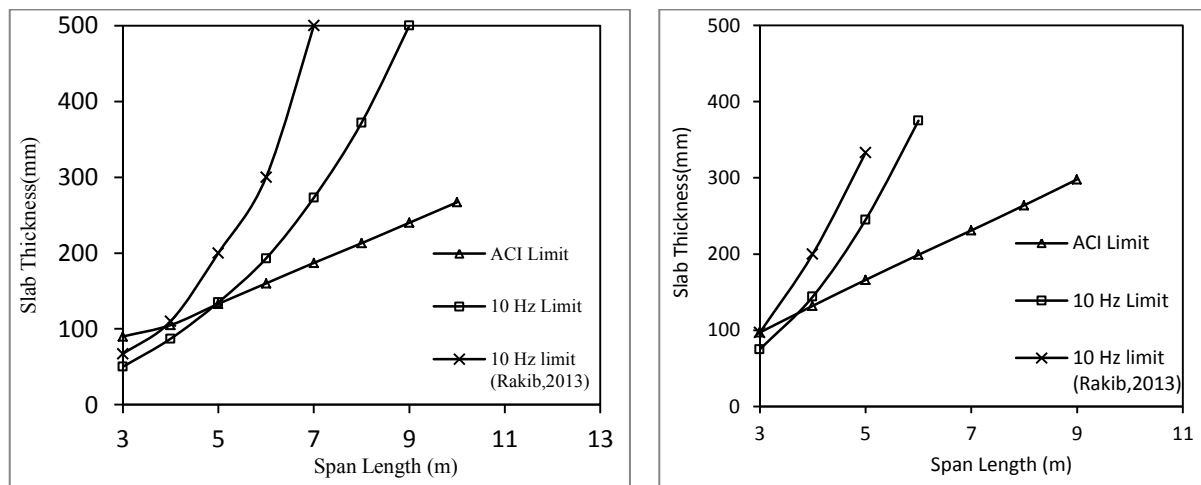 500
400
300
200
100
0
Slab Thickness(mm)
ACI Limit
10 Hz Limit
10 Hz limit
(Rakib,2013)
3 5 7 9 11 13
Span Length (m)
500
400
300
200
100
0
Slab Thickness(mm)
ACI Limit
10 Hz Limit
10 Hz limit
(Rakib,2013)
3 5 7 9 11
Span Length (m)